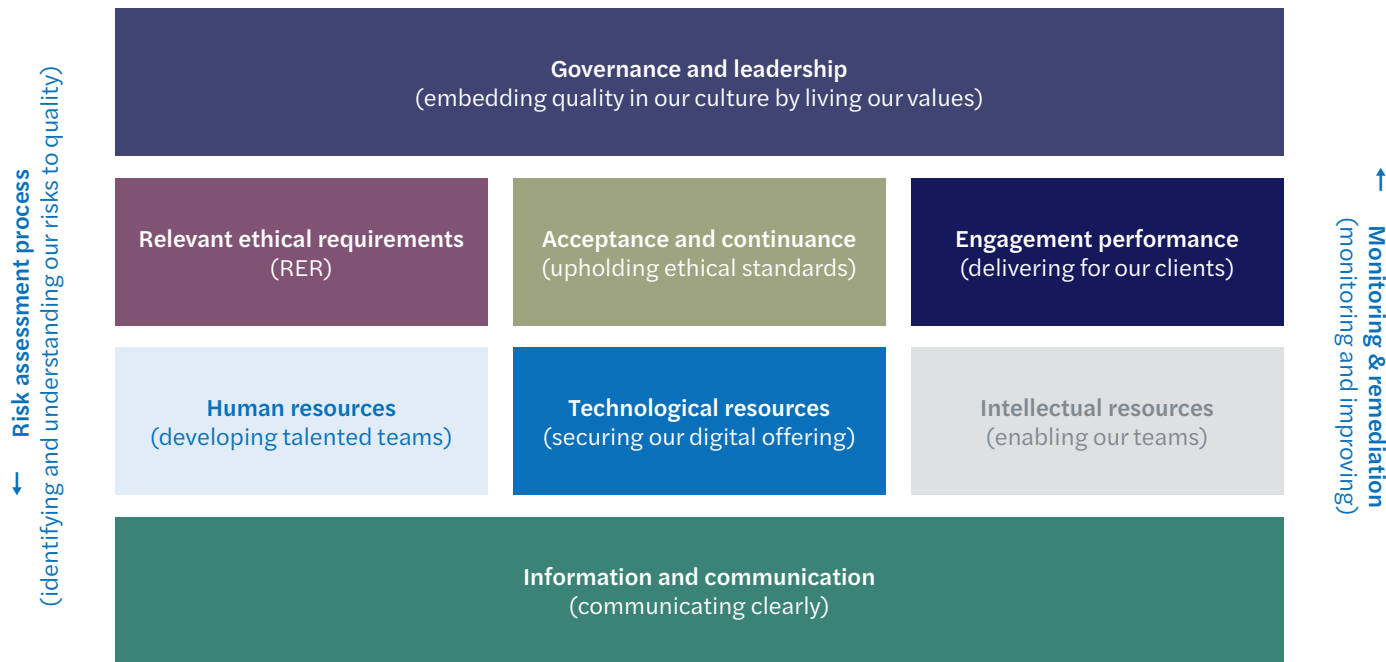 Governance and leadership
(embedding quality in our culture by living our values)
← Risk assessment process
(identifying and understanding our risks to quality)
Relevant ethical requirements
(RER)
Acceptance and continuance
(upholding ethical standards)
Engagement performance
(delivering for our clients)
← Monitoring & remediation
(monitoring and improving)
Human resources
(developing talented teams)
Technological resources
(securing our digital offering)
Intellectual resources
(enabling our teams)
Information and communication
(communicating clearly)